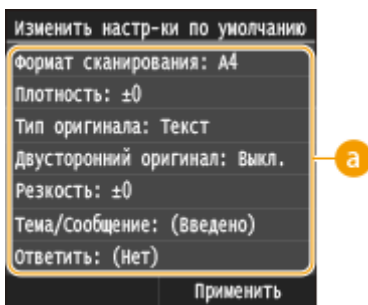 Изменить настр-ки по умолчанию
Формат сканирования: A4
Плотность: ±0
Тип оригинала: Текст
Двусторонний оригинал: Выкл.
a
Резкость: ±0
Тема/Сообщение: (Введено)
Ответить: (Нет)
Применить